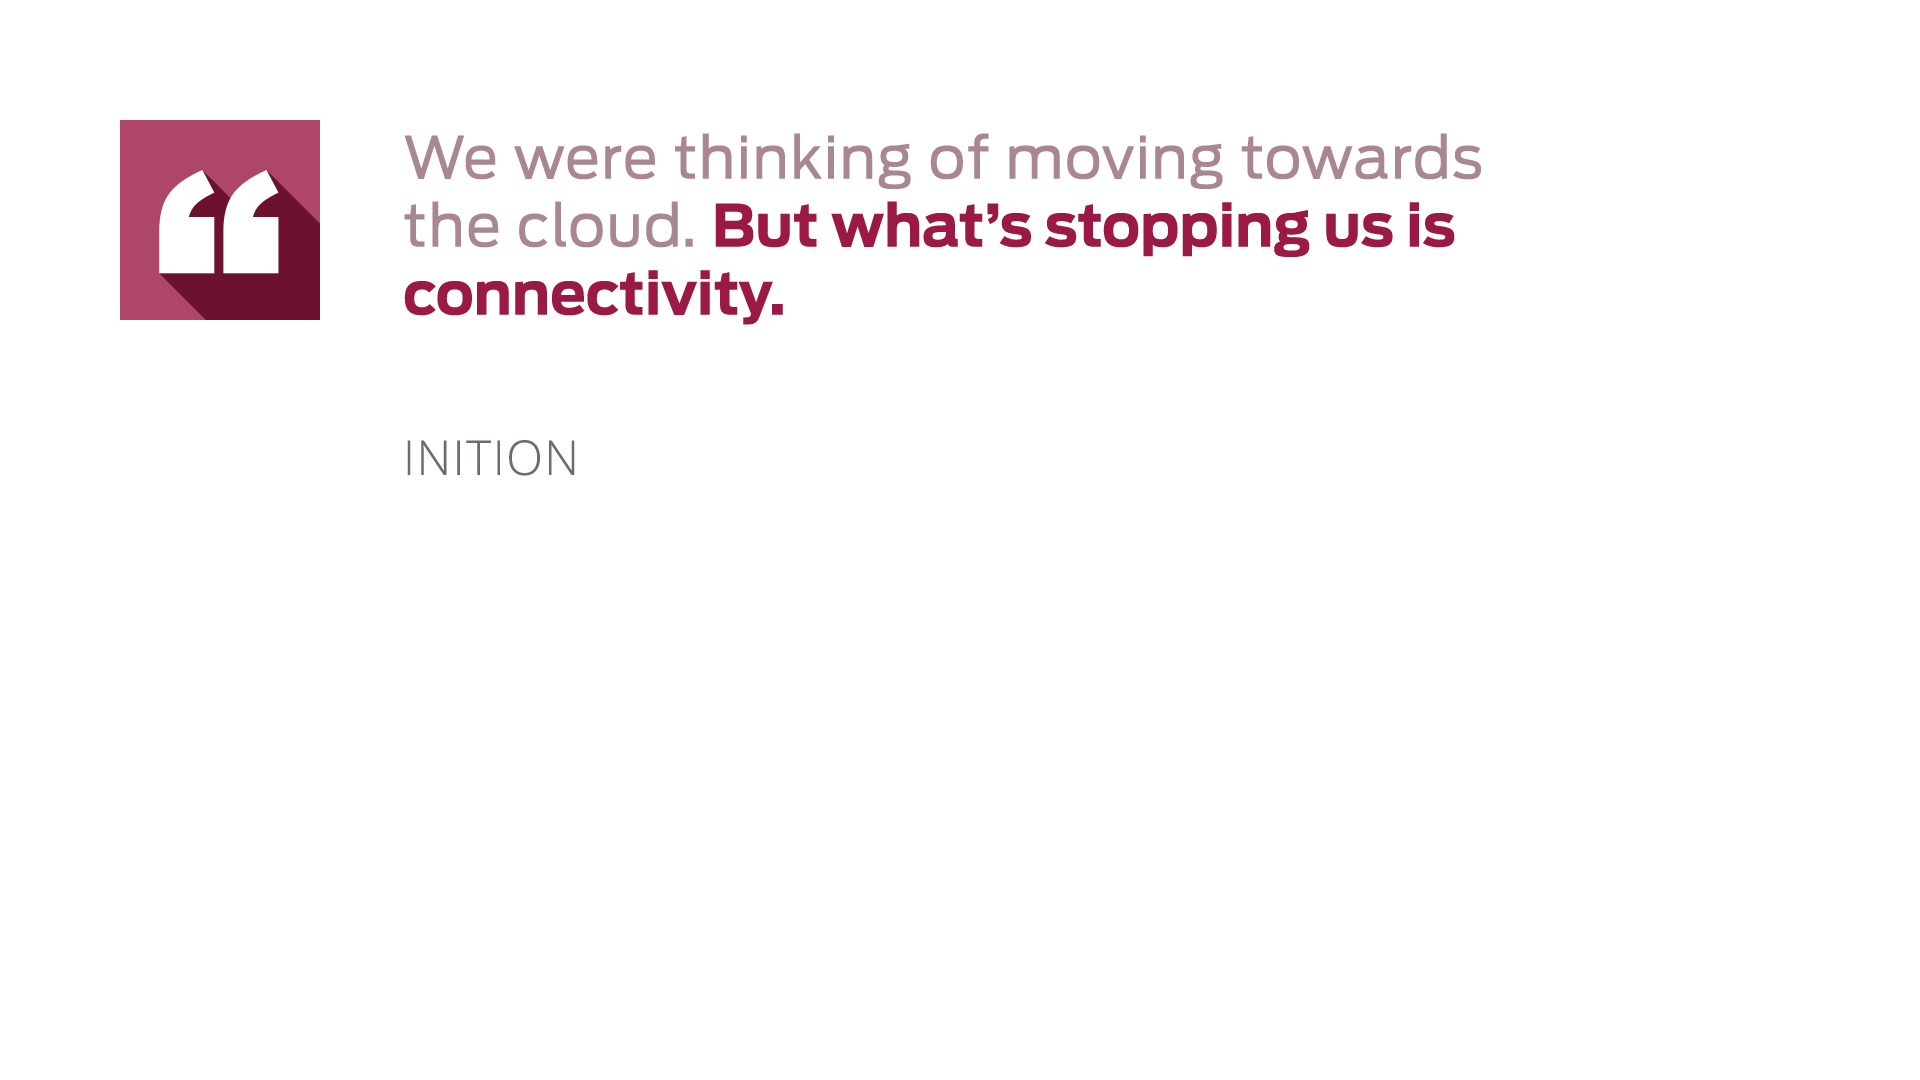 We were thinking of moving towards
the cloud. But what’s stopping us is
connectivity.
INITION